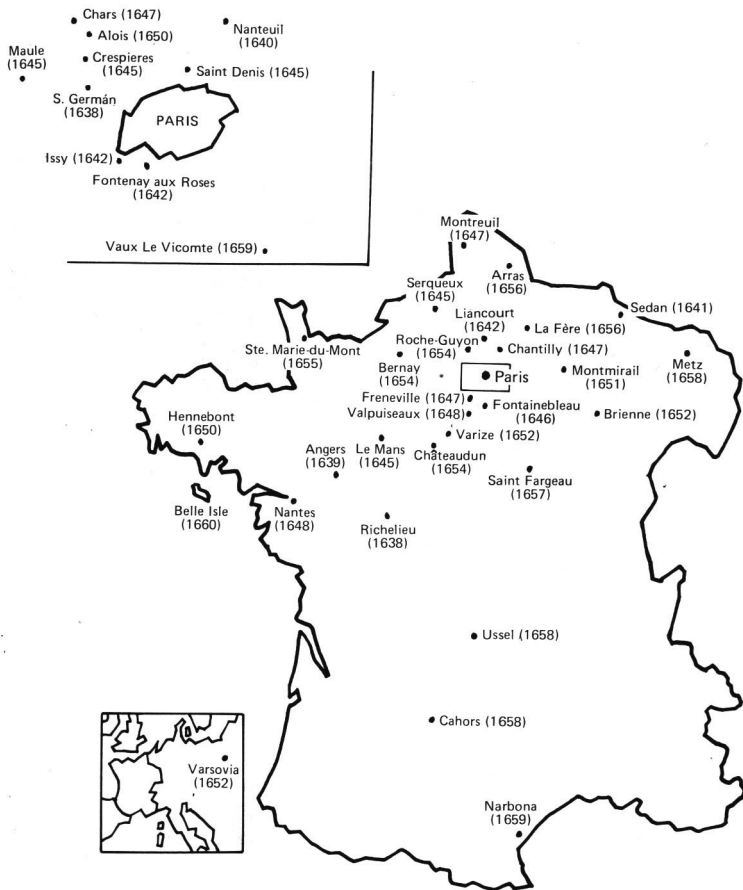 Chars (1647)
Alois (1650)
Nanteuil
(1640)
Maule
(1645)
Crespieres
(1645)
Saint Denis (1645)
S. Germán
(1638)
PARIS
Issy (1642)
Fontenay aux Roses
(1642)
Vaux Le Vicomte (1659)
Montreuil
(1647)
Arras
(1656)
Serqueux
(1645)
Sedan (1641)
Liancourt
(1642)
La Fère (1656)
Ste. Marie-du-Mont
(1655)
Roche-Guyon
(1654)
Chantilly (1647)
Metz
(1658)
Bernay
(1654)
Paris
Montmirail
(1651)
Freneville (1647)
Valpuiseaux (1648)
Fontainebleau
(1646)
Brienne (1652)
Hennebont
(1650)
Varize (1652)
Angers
(1639)
Le Mans
(1645)
Châteaudun
(1654)
Saint Fargeau
(1657)
Belle Isle
(1660)
Nantes
(1648)
Richelieu
(1638)
Ussel (1658)
Cahors (1658)
Varsovia
(1652)
Narbona
(1659)